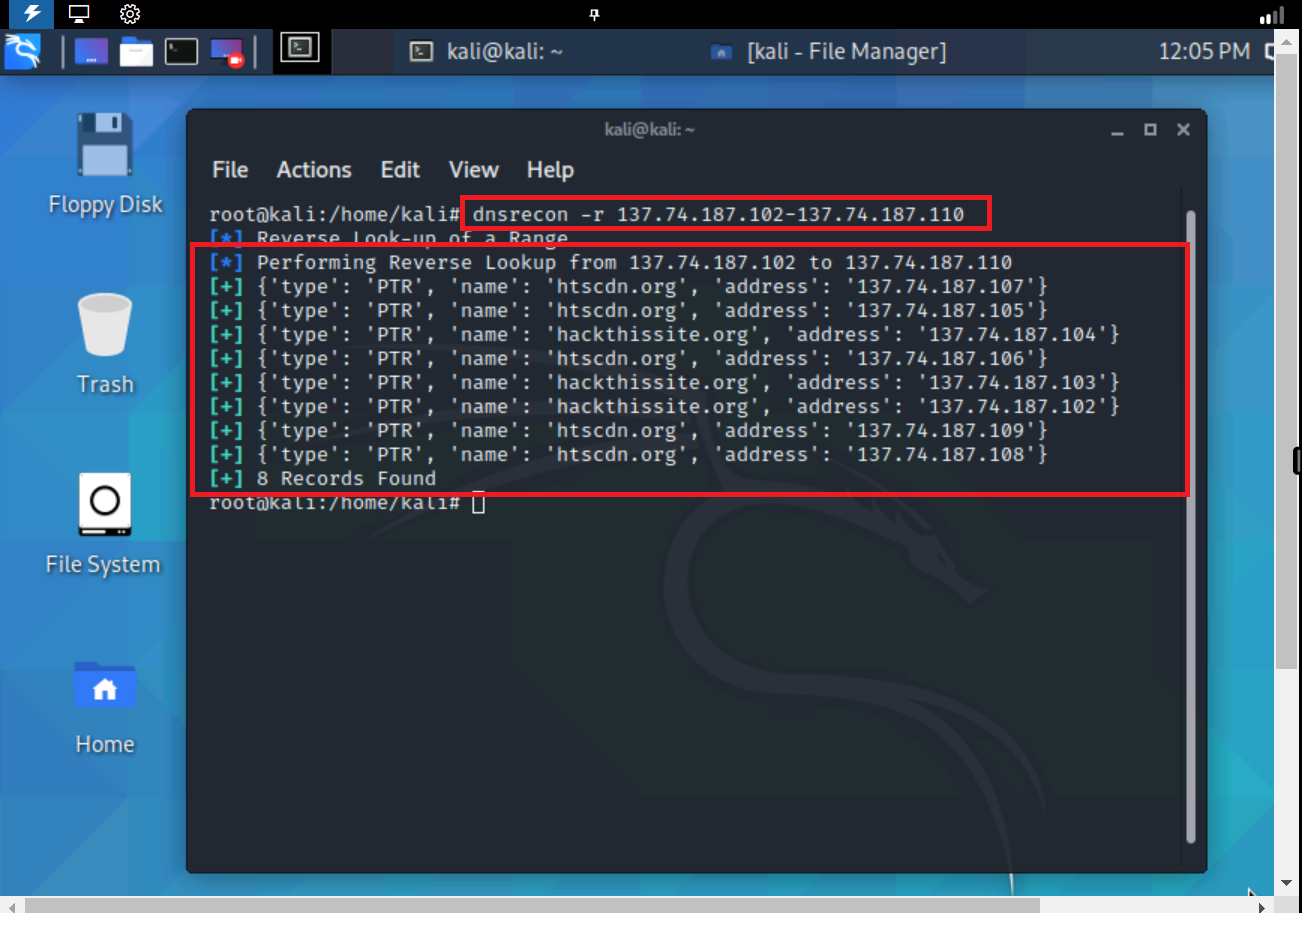 kali@kali: ~
[kali - File Manager]
12:05 PM
Floppy Disk
Trash
File System
Home
kali@kali: ~
File Actions Edit View Help
root@kali:/home/kali# dnsrecon -r 137.74.187.102-137.74.187.110
[*] Reverse Look-up of a Range
[*] Performing Reverse Lookup from 137.74.187.102 to 137.74.187.110
[+] {'type': 'PTR', 'name': 'htscdn.org', 'address': '137.74.187.107'}
[+] {'type': 'PTR', 'name': 'htscdn.org', 'address': '137.74.187.105'}
[+] {'type': 'PTR', 'name': 'hackthissite.org', 'address': '137.74.187.104'}
[+] {'type': 'PTR', 'name': 'htscdn.org', 'address': '137.74.187.106'}
[+] {'type': 'PTR', 'name': 'hackthissite.org', 'address': '137.74.187.103'}
[+] {'type': 'PTR', 'name': 'hackthissite.org', 'address': '137.74.187.102'}
[+] {'type': 'PTR', 'name': 'htscdn.org', 'address': '137.74.187.109'}
[+] {'type': 'PTR', 'name': 'htscdn.org', 'address': '137.74.187.108'}
[+] 8 Records Found
root@kali:/home/kali#